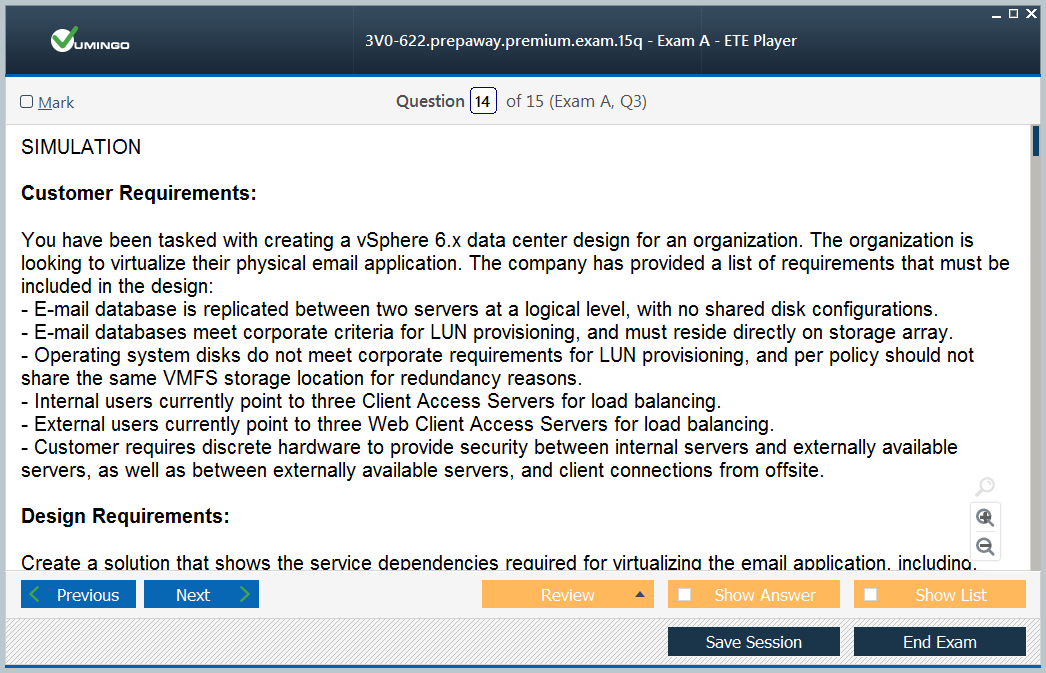 VUMINGO
3V0-622.prepaway.premium.exam.15q - Exam A - ETE Player
Mark
Question 14 of 15 (Exam A, Q3)
SIMULATION
Customer Requirements:
You have been tasked with creating a vSphere 6.x data center design for an organization. The organization is
looking to virtualize their physical email application. The company has provided a list of requirements that must be
included in the design:
- E-mail database is replicated between two servers at a logical level, with no shared disk configurations.
- E-mail databases meet corporate criteria for LUN provisioning, and must reside directly on storage array.
- Operating system disks do not meet corporate requirements for LUN provisioning, and per policy should not
share the same VMFS storage location for redundancy reasons.
- Internal users currently point to three Client Access Servers for load balancing.
- External users currently point to three Web Client Access Servers for load balancing.
- Customer requires discrete hardware to provide security between internal servers and externally available
servers, as well as between externally available servers, and client connections from offsite.
Design Requirements:
Create a solution that shows the service dependencies required for virtualizing the email application, including.
Previous
Next
Review
Show Answer
Show List
Save Session
End Exam